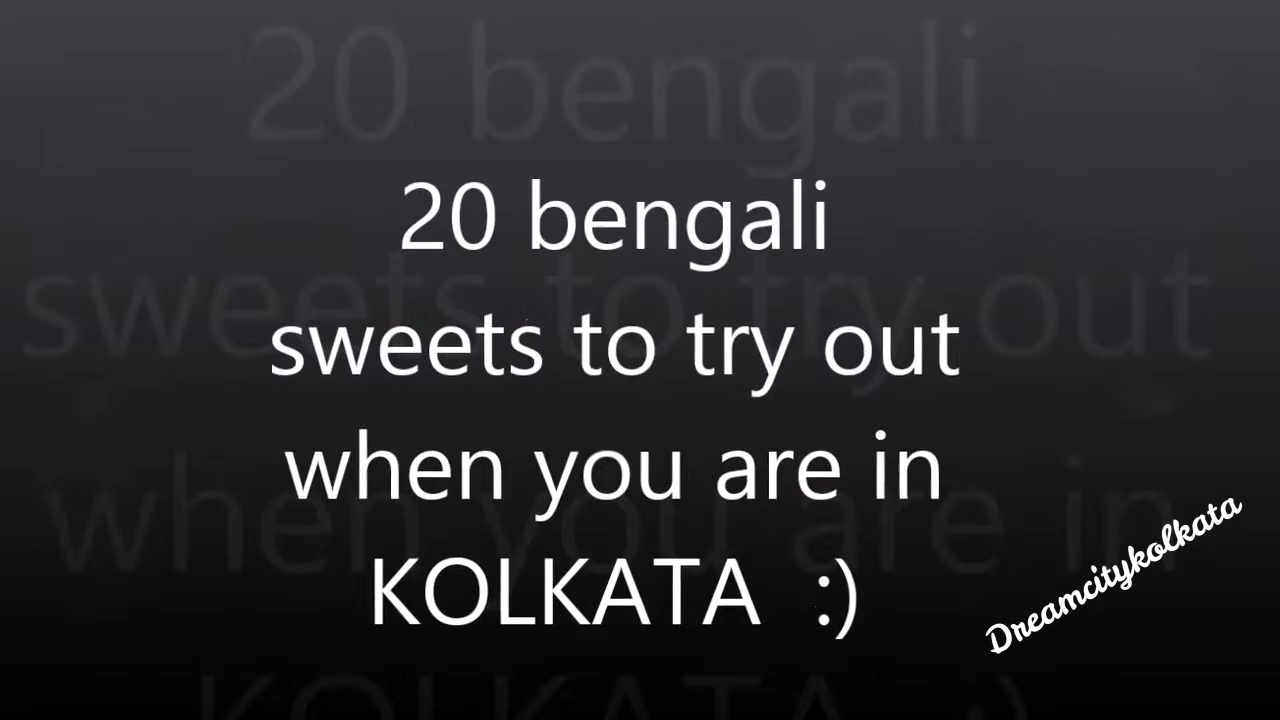 20 bengali
sweets to try out
when you are in
KOLKATA :)
Dreamcitykolkata